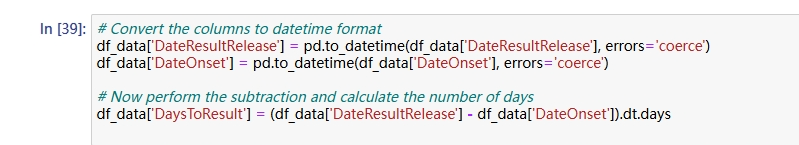 In [39]: # Convert the columns to datetime format
df_data['DateResultRelease'] = pd.to_datetime(df_data['DateResultRelease'], errors='coerce')
df_data['DateOnset'] = pd.to_datetime(df_data['DateOnset'], errors='coerce')
# Now perform the subtraction and calculate the number of days
df_data['DaysToResult'] = (df_data['DateResultRelease'] - df_data['DateOnset']).dt.days